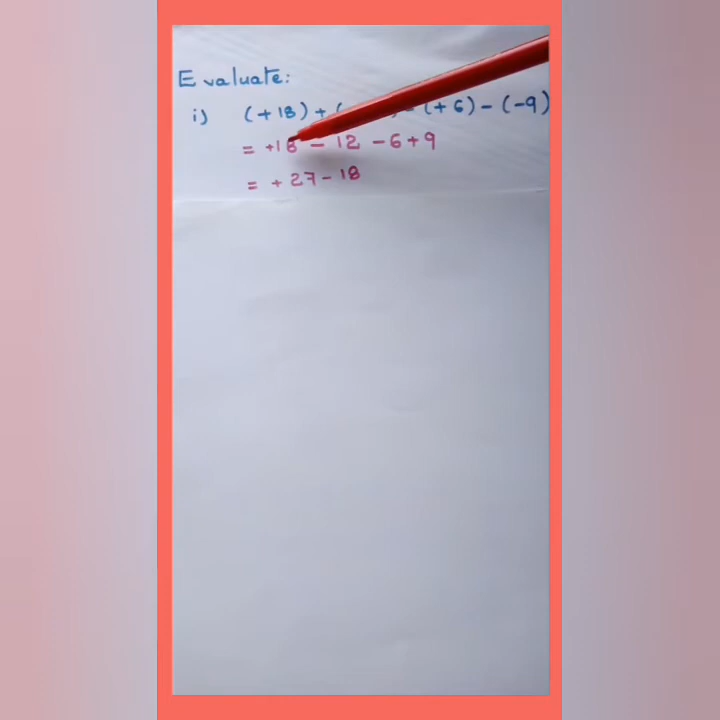 Evaluate:
i) (+18) + ( - (+6) - (-9)
= +18 - 12 - 6 + 9
= + 27 - 18